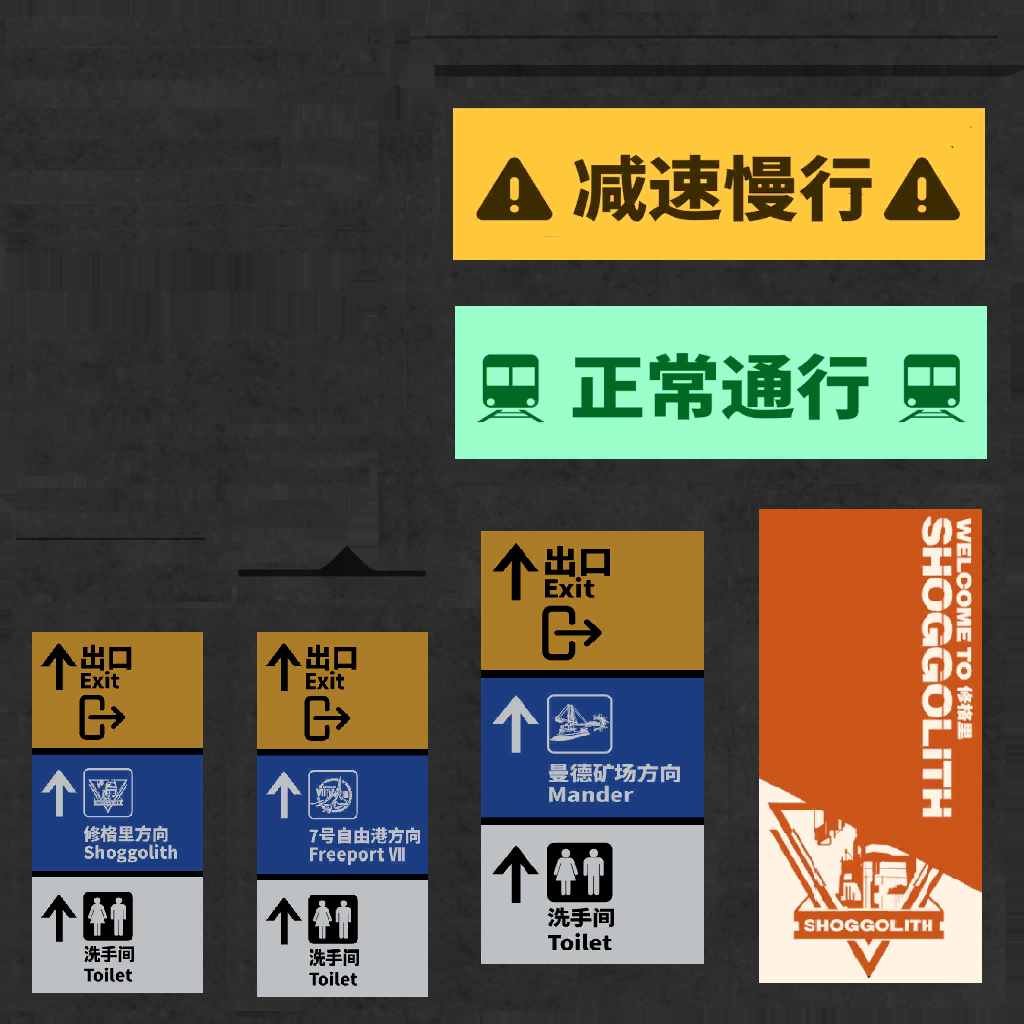 减速慢行
正常通行
出口
Exit
修格里方向
Shoggolith
洗手间
Toilet
出口
Exit
7号自由港方向
Freeport Ⅶ
洗手间
Toilet
出口
Exit
曼德矿场方向
Mander
洗手间
Toilet
WELCOME TO 修格里
SHOGGOLITH
SHOGGOLITH